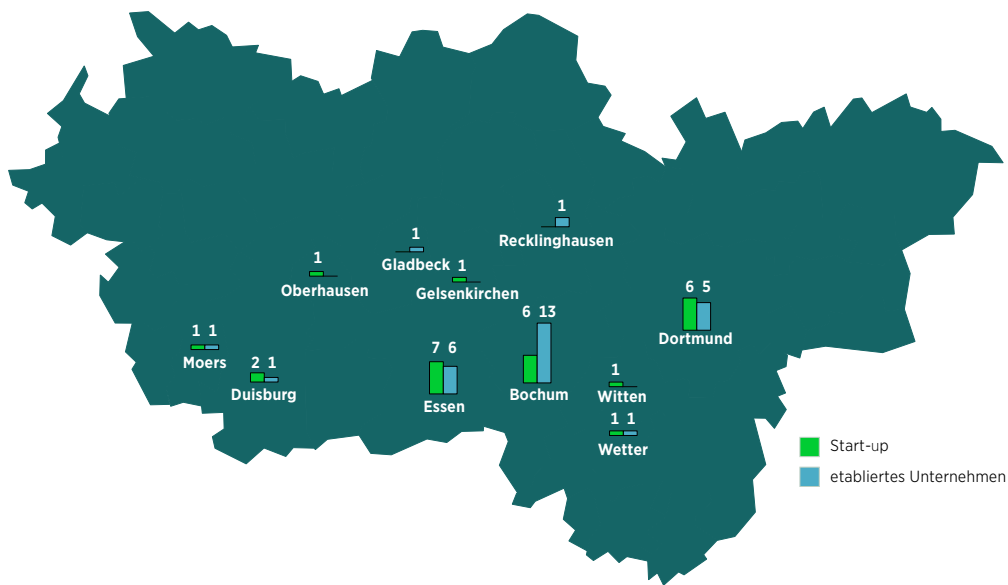 1
Recklinghausen
1
Gladbeck
1
Oberhausen
1
Gelsenkirchen
6 5
Dortmund
6 13
Bochum
1 1
Moers
2 1
Duisburg
7 6
Essen
1
Witten
1 1
Wetter
Start-up
etabliertes Unternehmen